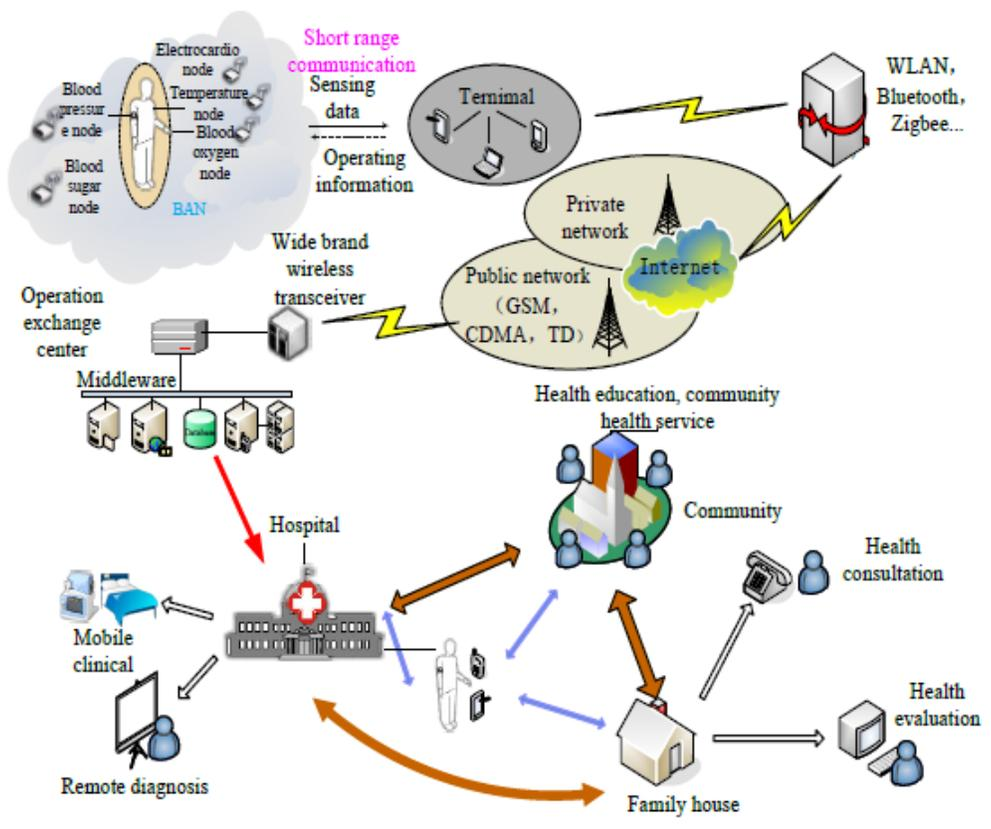 Electrocardio
node
Short range
communication
Blood
pressur
e node
Temperature
node
Blood
oxygen
node
Blood
sugar
node
BAN
Sensing
data
Operating
information
Ternimal
WLAN,
Bluetooth,
Zigbee...
Private
network
Internet
Public network
(GSM,
CDMA, TD)
Wide brand
wireless
transceiver
Operation
exchange
center
Middleware
Database
Health education, community
health service
Community
Hospital
Health
consultation
Mobile
clinical
Health
evaluation
Remote diagnosis
Family house